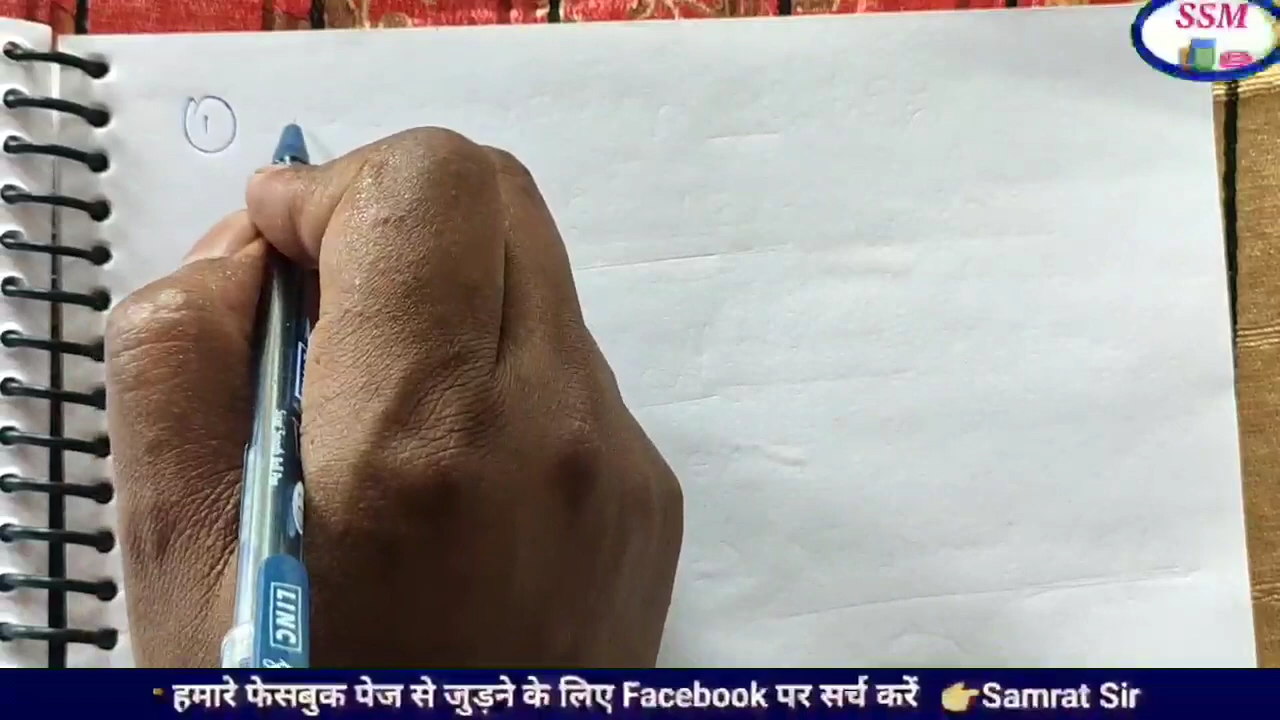 SSM
1
LINC
हमारे फेसबुक पेज से जुड़ने के लिए Facebook पर सर्च करें 👉Samrat Sir